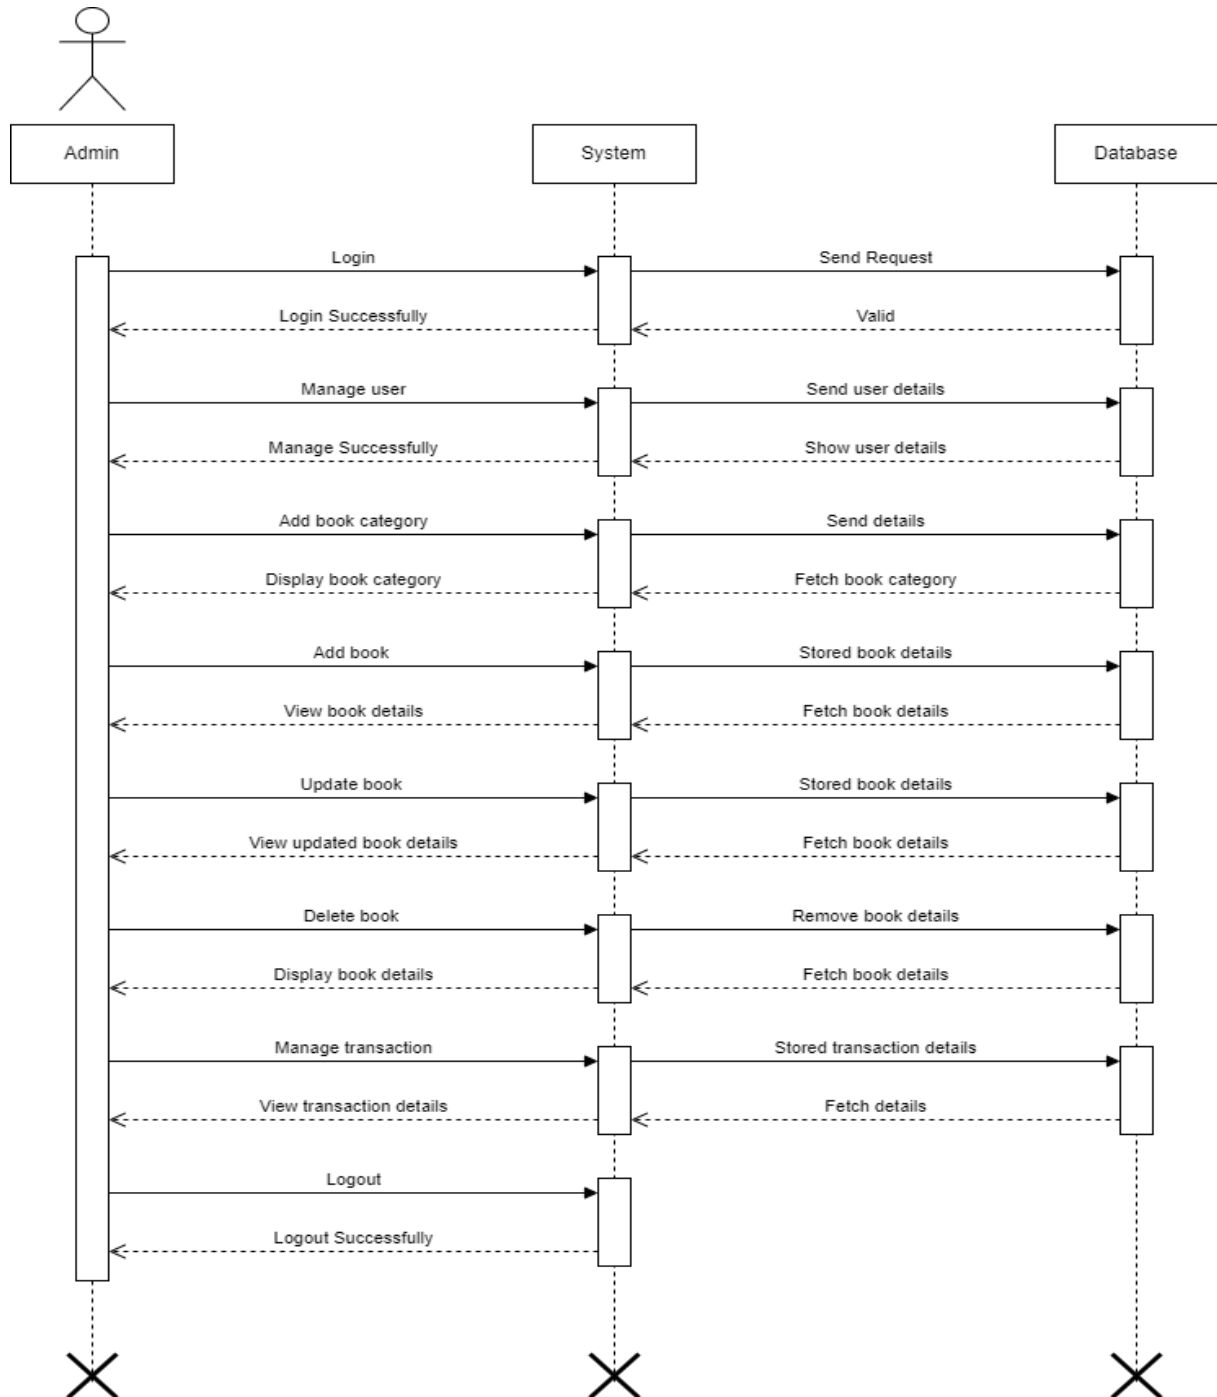 Admin
System
Database
Login
Send Request
Login Successfully
Valid
Manage user
Send user details
Manage Successfully
Show user details
Add book category
Send details
Display book category
Fetch book category
Add book
Stored book details
View book details
Fetch book details
Update book
Stored book details
View updated book details
Fetch book details
Delete book
Remove book details
Display book details
Fetch book details
Manage transaction
Stored transaction details
View transaction details
Fetch details
Logout
Logout Successfully